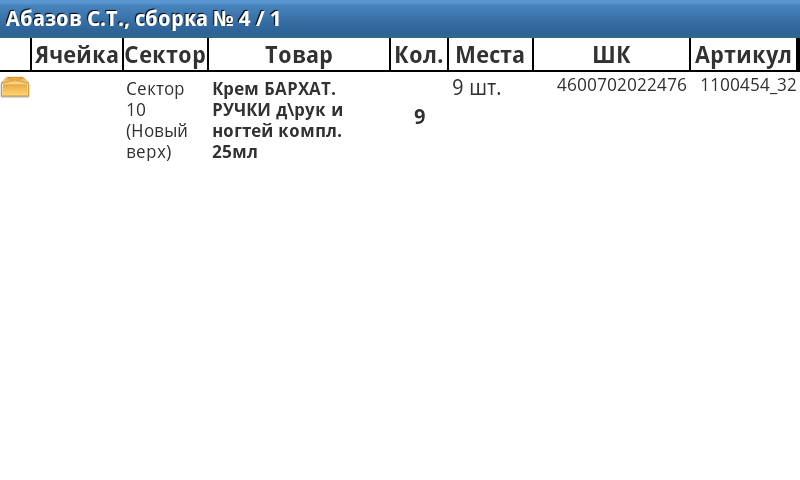 Абазов С.Т., сборка № 4 / 1
Ячейка Сектор Товар Кол. Места ШК Артикул
Сектор 10 (Новый верх) Крем БАРХАТ. РУЧКИ д\рук и ногтей компл. 25мл 9 9 шт. 4600702022476 1100454_32